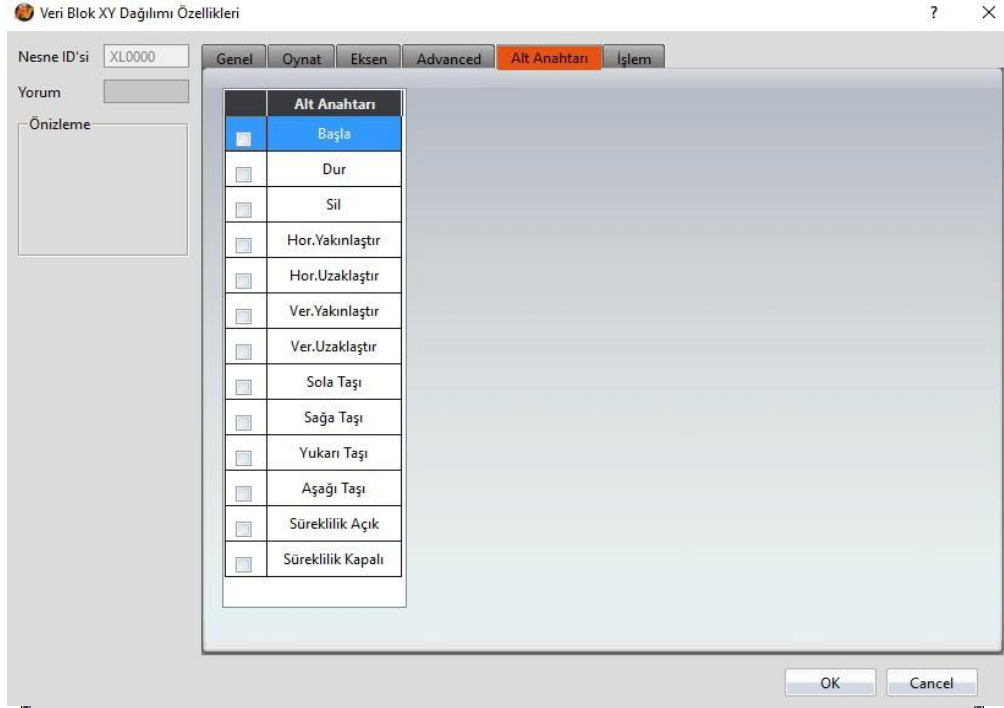 Veri Blok XY Dağılımı Özellikleri
?
Nesne ID'si XL0000
Yorum
Önizleme
Genel Oynat Eksen Advanced Alt Anahtarı İşlem
Alt Anahtarı
Başla
Dur
Sil
Hor.Yakınlaştır
Hor.Uzaklaştır
Ver.Yakınlaştır
Ver.Uzaklaştır
Sola Taşı
Sağa Taşı
Yukarı Taşı
Aşağı Taşı
Süreklilik Açık
Süreklilik Kapalı
OK Cancel